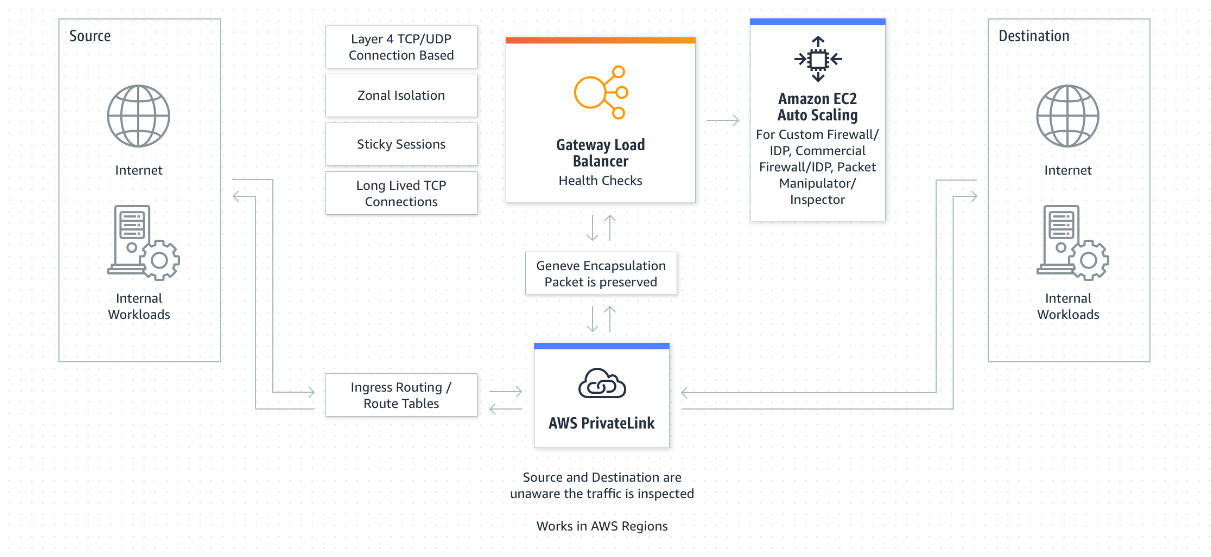 Source
Internet
Internal
Workloads
Layer 4 TCP/UDP
Connection Based
Zonal Isolation
Sticky Sessions
Long Lived TCP
Connections
Gateway Load
Balancer
Health Checks
Amazon EC2
Auto Scaling
For Custom Firewall/
IDP, Commercial
Firewall/IDP, Packet
Manipulator/
Inspector
Destination
Internet
Internal
Workloads
Geneve Encapsulation
Packet is preserved
Ingress Routing /
Route Tables
AWS PrivateLink
Source and Destination are
unaware the traffic is inspected
Works in AWS Regions